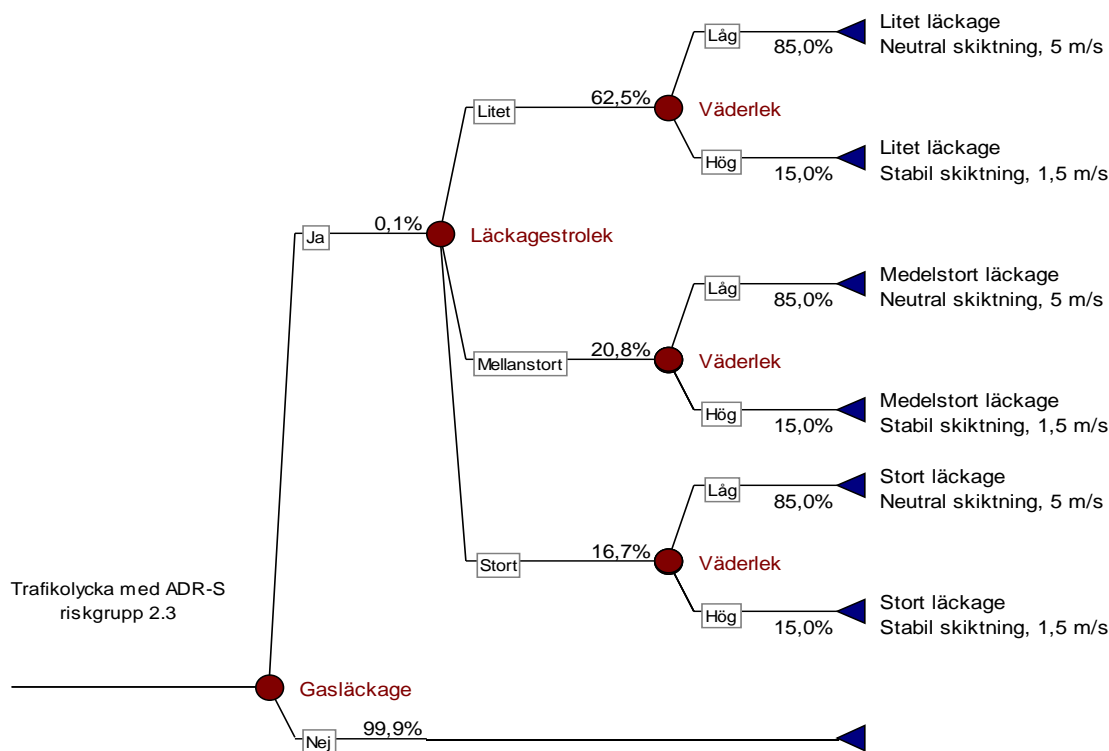 Låg
85,0%
Litet läckage
Neutral skiktning, 5 m/s
Litet
62,5%
Väderlek
Hög
15,0%
Litet läckage
Stabil skiktning, 1,5 m/s
Ja
0,1%
Läckagestrolek
Låg
85,0%
Medelstort läckage
Neutral skiktning, 5 m/s
Mellanstort
20,8%
Väderlek
Hög
15,0%
Medelstort läckage
Stabil skiktning, 1,5 m/s
Låg
85,0%
Stort läckage
Neutral skiktning, 5 m/s
Stort
16,7%
Väderlek
Hög
15,0%
Stort läckage
Stabil skiktning, 1,5 m/s
Trafikolycka med ADR-S
riskgrupp 2.3
Gasläckage
Nej
99,9%